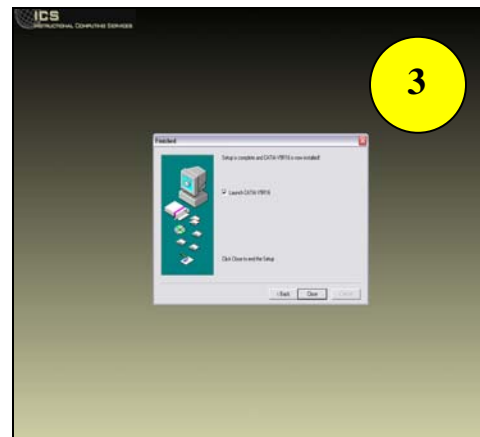 ICS
INSTRUCTIONAL COMPUTING SERVICES
3
Finished
Setup is complete and CATIA V5R16 is now installed!
Launch CATIA V5R16
Click Close to end the Setup
< Back Close Cancel